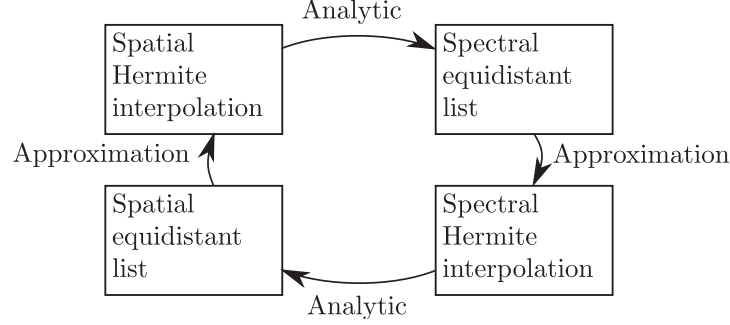 Analytic
Spatial
Hermite
interpolation
Spectral
equidistant
list
Approximation
Approximation
Spatial
equidistant
list
Spectral
Hermite
interpolation
Analytic